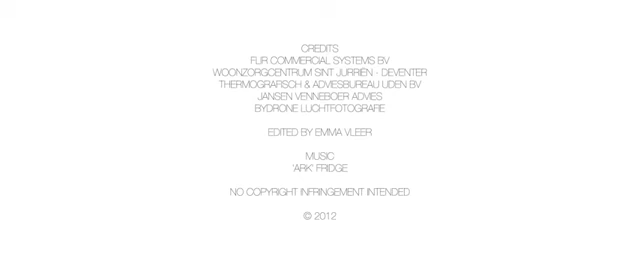 CREDITS
FLIR COMMERCIAL SYSTEMS BV
WOONZORGCENTRUM SINT JURRIEN - DEVENTER
THERMOGRAFISCH & ADVIESBUREAU UDEN BV
JANSEN VENNEBOER ADVIES
BYDRONE LUCHTFOTOGRAFIE
EDITED BY EMMA VLEER
MUSIC
'ARK' FRIDGE
NO COPYRIGHT INFRINGEMENT INTENDED
© 2012